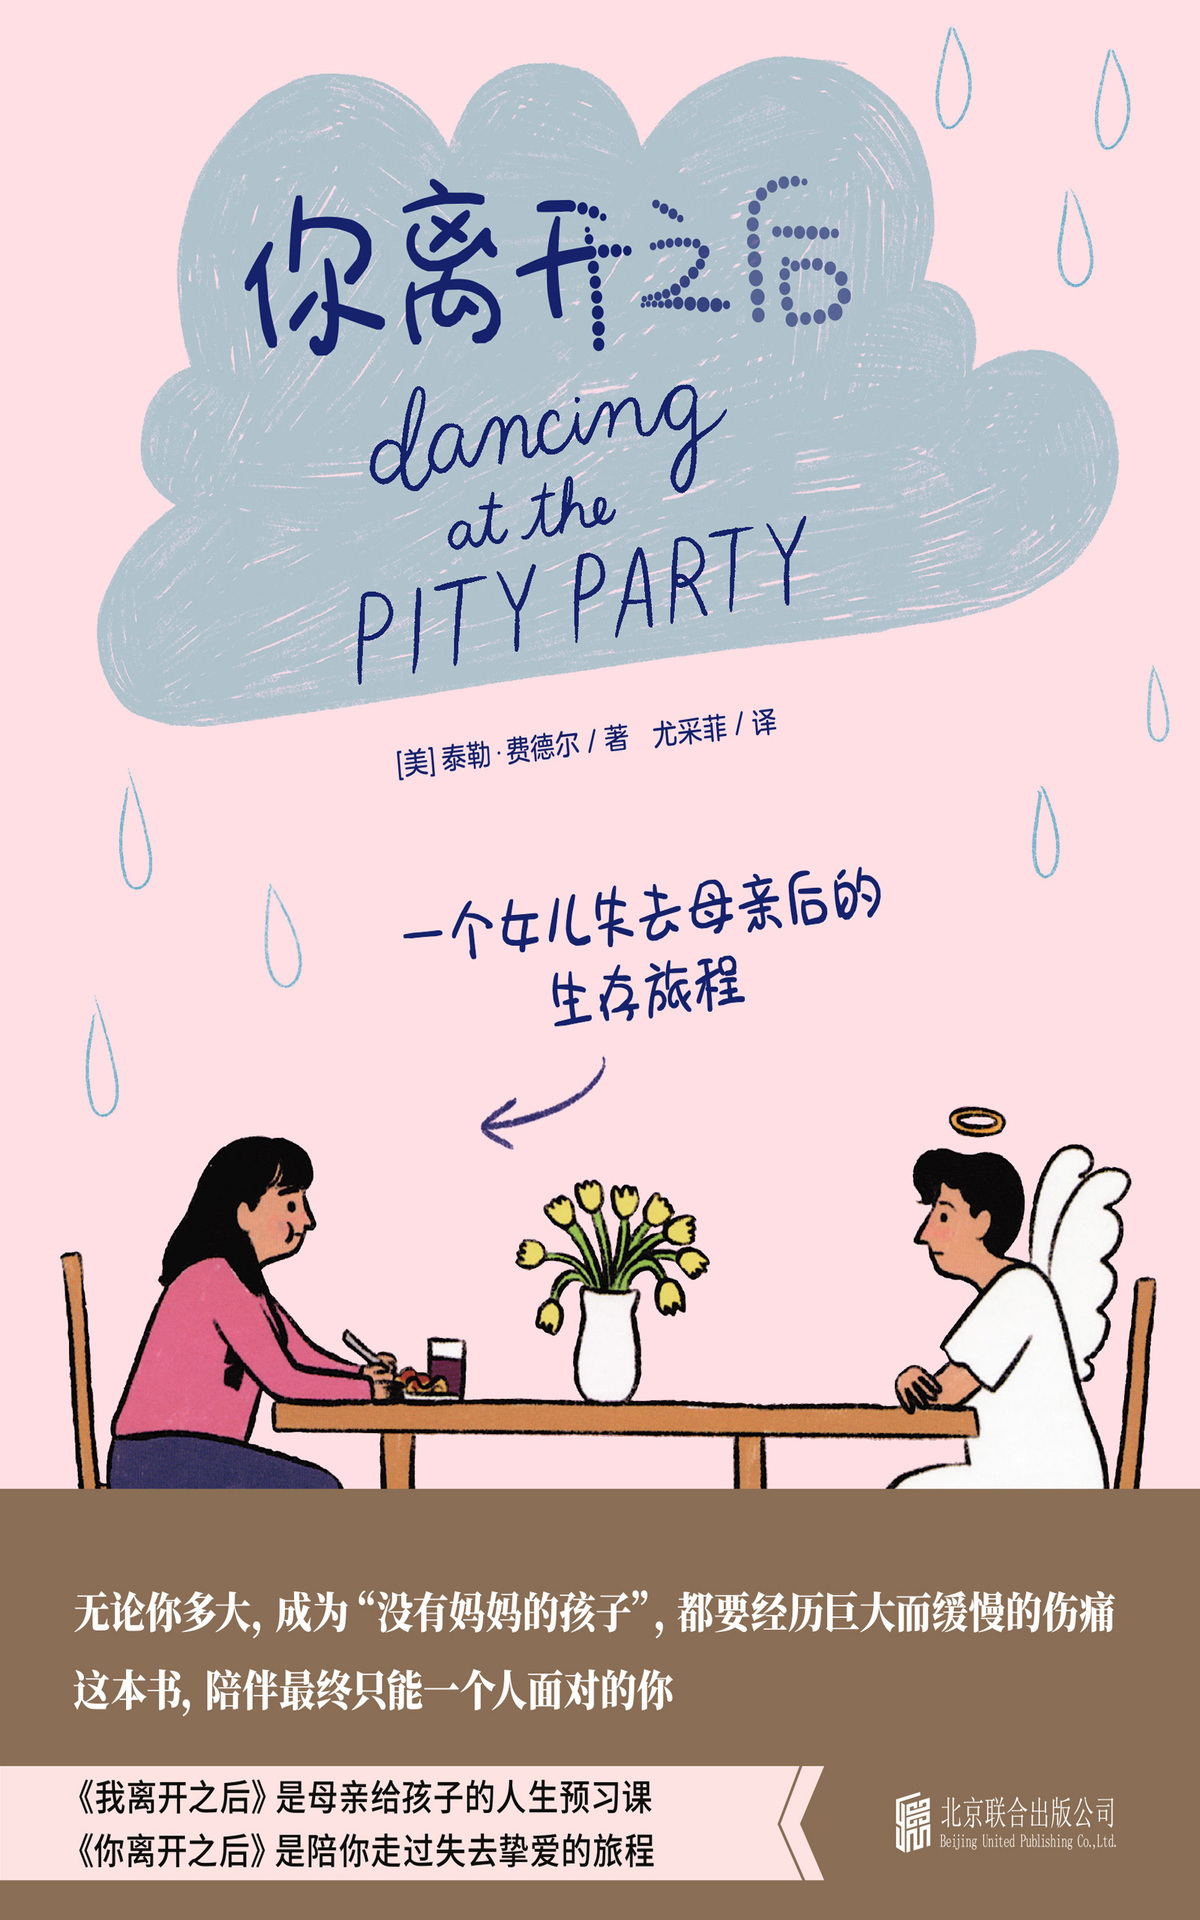 你离开之后
dancing
at the
PITY PARTY
[美] 泰勒·费德尔 / 著 尤采菲 / 译
一个女儿失去母亲后的
生存旅程
无论你多大，成为“没有妈妈的孩子”，都要经历巨大而缓慢的伤痛
这本书，陪伴最终只能一个人面对的你
《我离开之后》是母亲给孩子的人生预习课
《你离开之后》是陪你走过失去挚爱的旅程
北京联合出版公司
Beijing United Publishing Co.,Ltd.